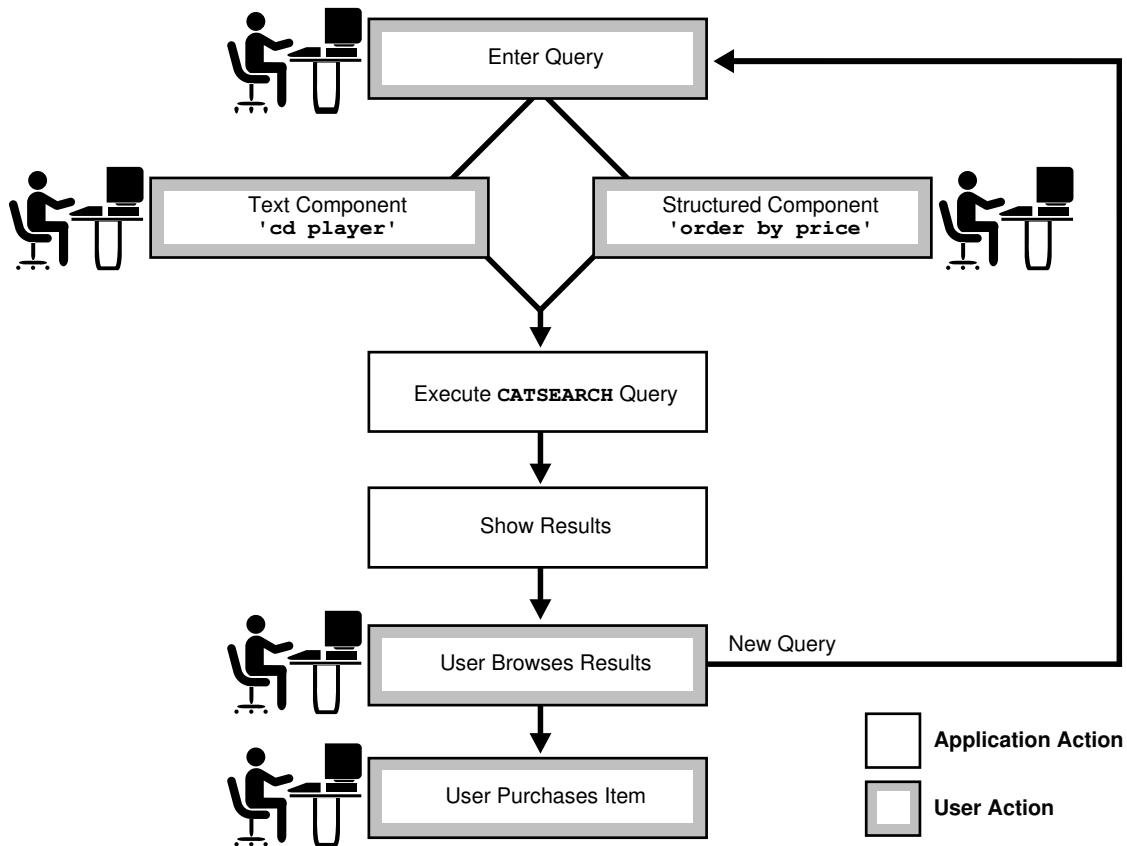 Enter Query
Text Component
'cd player'
Structured Component
'order by price'
Execute CATSEARCH Query
Show Results
User Browses Results
New Query
User Purchases Item
Application Action
User Action